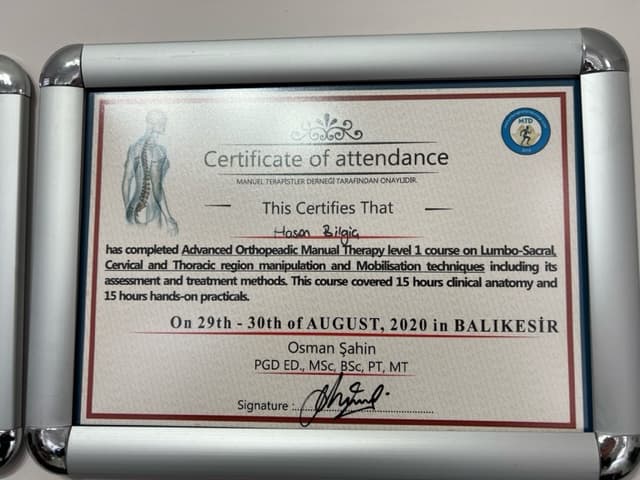 MTD
Certificate of attendance
MANUEL TERAPİSTLER DERNEĞİ TARAFINDAN ONAYLIDIR.
This Certifies That
Hasan Bilgiç
has completed Advanced Orthopeadic Manual Therapy level 1 course on Lumbo-Sacral,
Cervical and Thoracic region manipulation and Mobilisation techniques including its
assessment and treatment methods. This course covered 15 hours clinical anatomy and
15 hours hands-on practicals.
On 29th - 30th of AUGUST, 2020 in BALIKESİR
Osman Şahin
PGD ED., MSc, BSc, PT, MT
Signature :